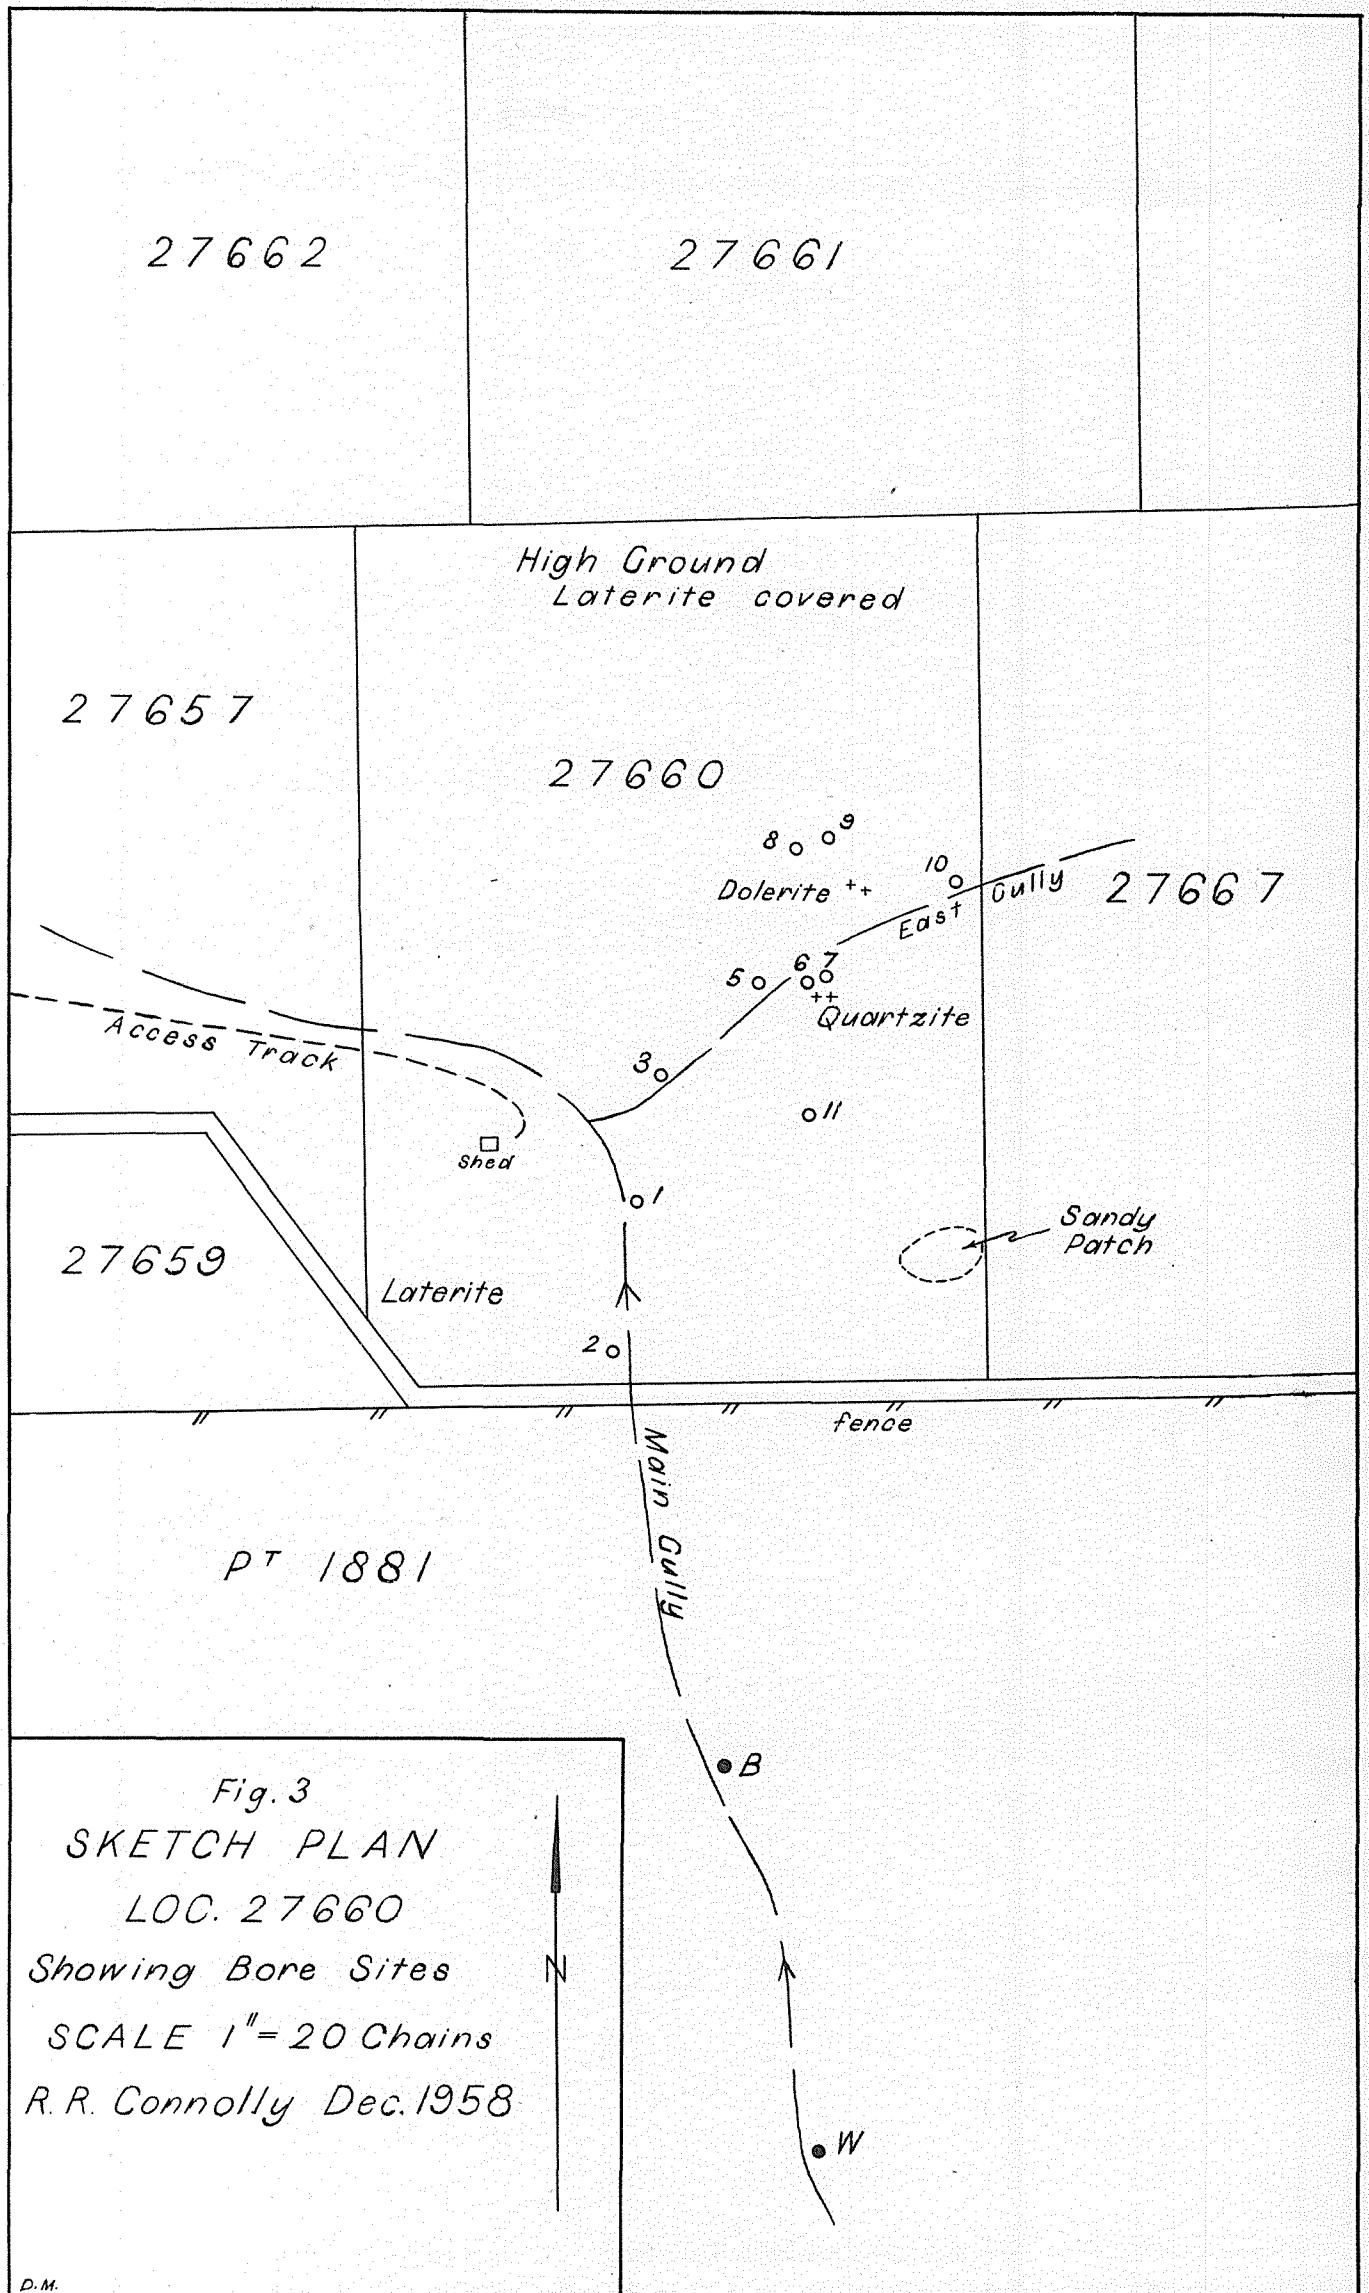 27662
27661
High Ground
Laterite covered
27657
27660
8
9
10
Dolerite ++
East Gully
27667
5
6 7
++
Quartzite
Access Track
3
11
Shed
1
Sandy
Patch
27659
Laterite
2
fence
Main Gully
PT 1881
B
Fig. 3
SKETCH PLAN
LOC. 27660
Showing Bore Sites
N
SCALE 1"= 20 Chains
R. R. Connolly Dec. 1958
W
D.M.